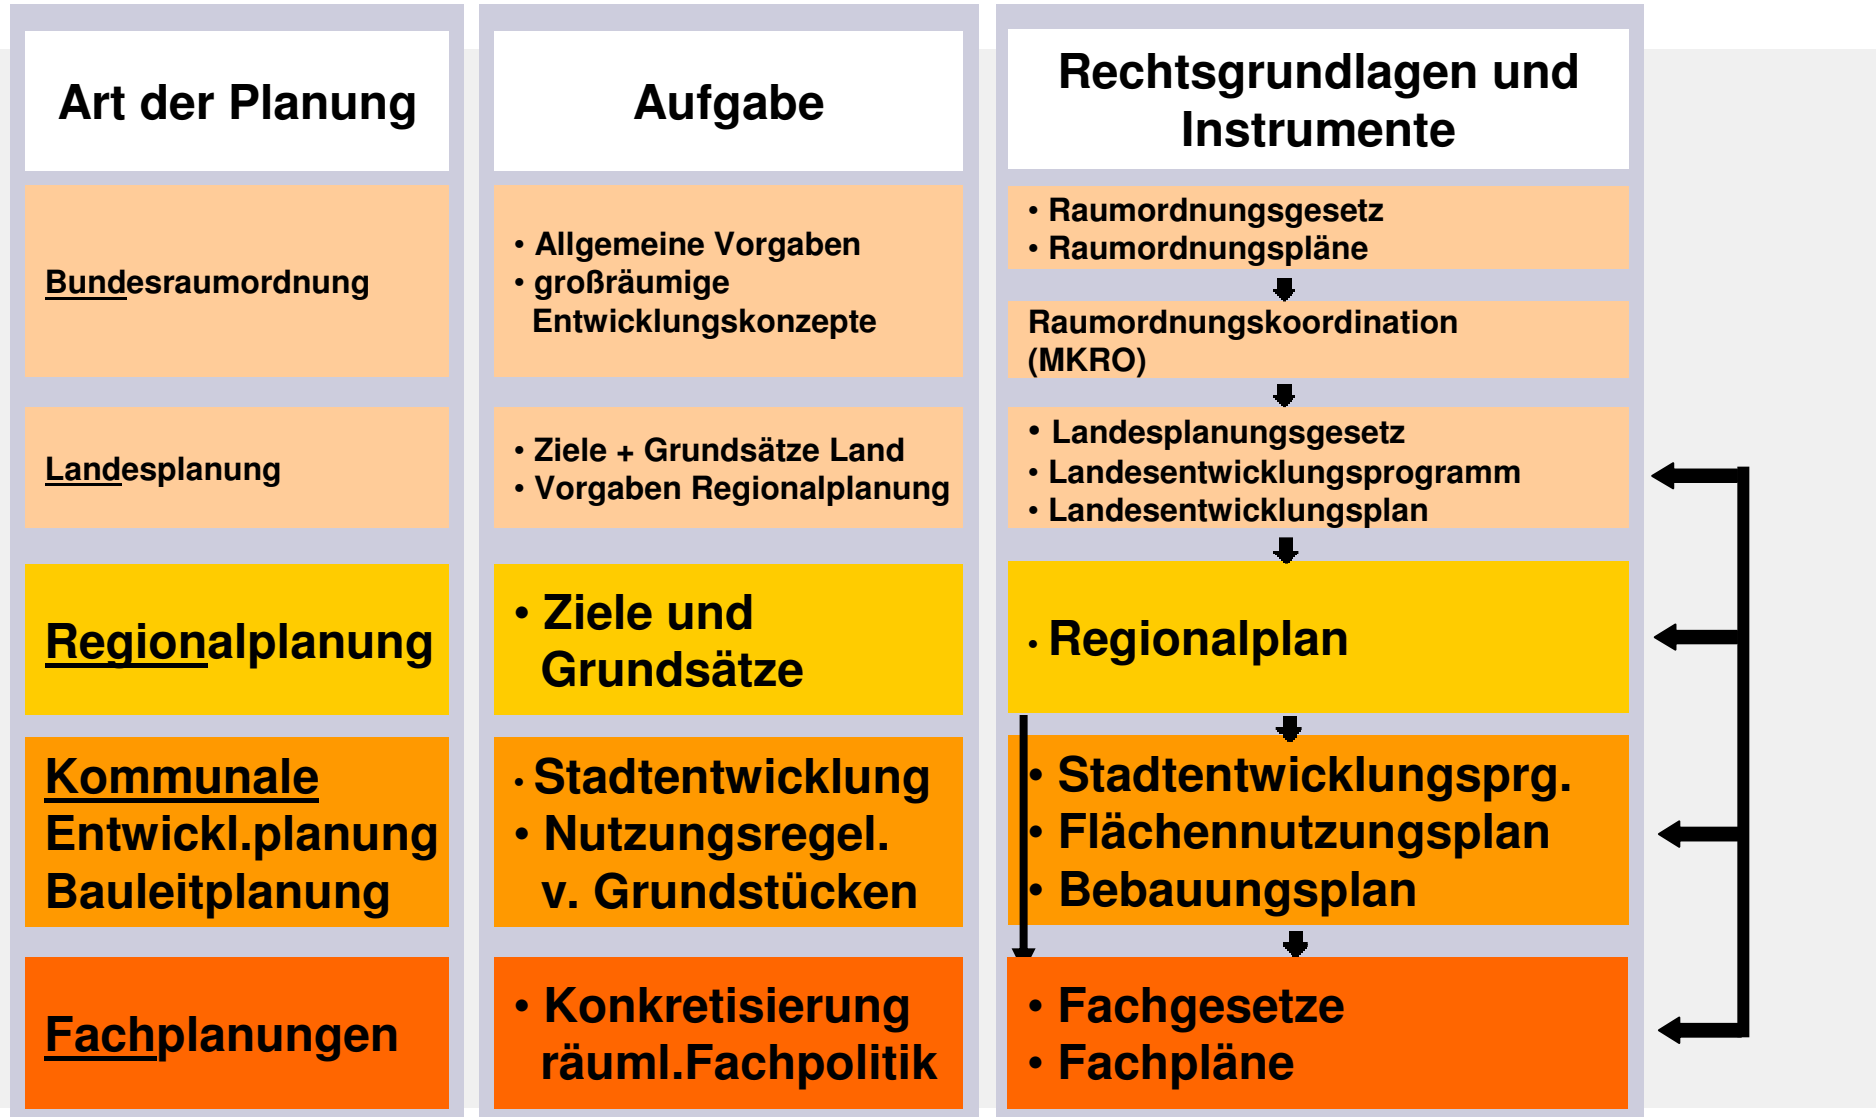 Art der Planung
Aufgabe
Rechtsgrundlagen und
Instrumente
Bundesraumordnung
• Allgemeine Vorgaben
• großräumige
Entwicklungskonzepte
• Raumordnungsgesetz
• Raumordnungspläne
Raumordnungskoordination
(MKRO)
Landesplanung
• Ziele + Grundsätze Land
• Vorgaben Regionalplanung
• Landesplanungsgesetz
• Landesentwicklungsprogramm
• Landesentwicklungsplan
Regionalplanung
• Ziele und
Grundsätze
• Regionalplan
Kommunale
Entwickl.planung
Bauleitplanung
• Stadtentwicklung
• Nutzungsregel.
v. Grundstücken
• Stadtentwicklungsprg.
• Flächennutzungsplan
• Bebauungsplan
Fachplanungen
• Konkretisierung
räuml.Fachpolitik
• Fachgesetze
• Fachpläne